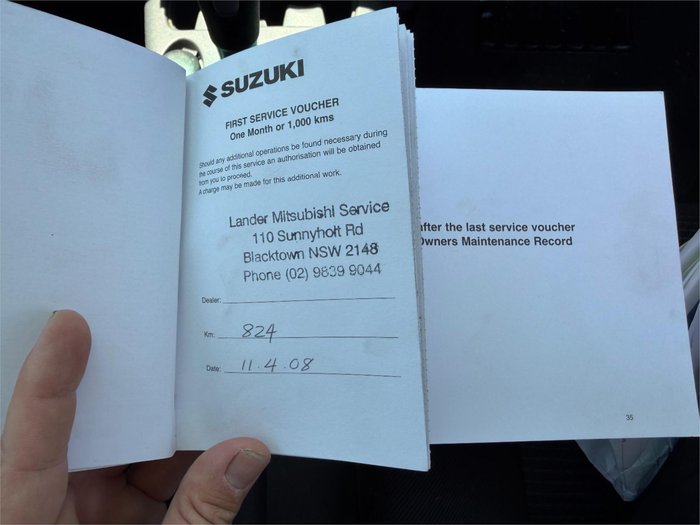 SUZUKI
FIRST SERVICE VOUCHER
One Month or 1,000 kms
Should any additional operations be found necessary during
the course of this service an authorisation will be obtained
from you to proceed.
A charge may be made for this additional work.
Lander Mitsubishi Service
110 Sunnyholt Rd
Blacktown NSW 2148
Phone (02) 9839 9044
Dealer:
Km: 824
Date: 11.4.08
after the last service voucher
Owners Maintenance Record
35